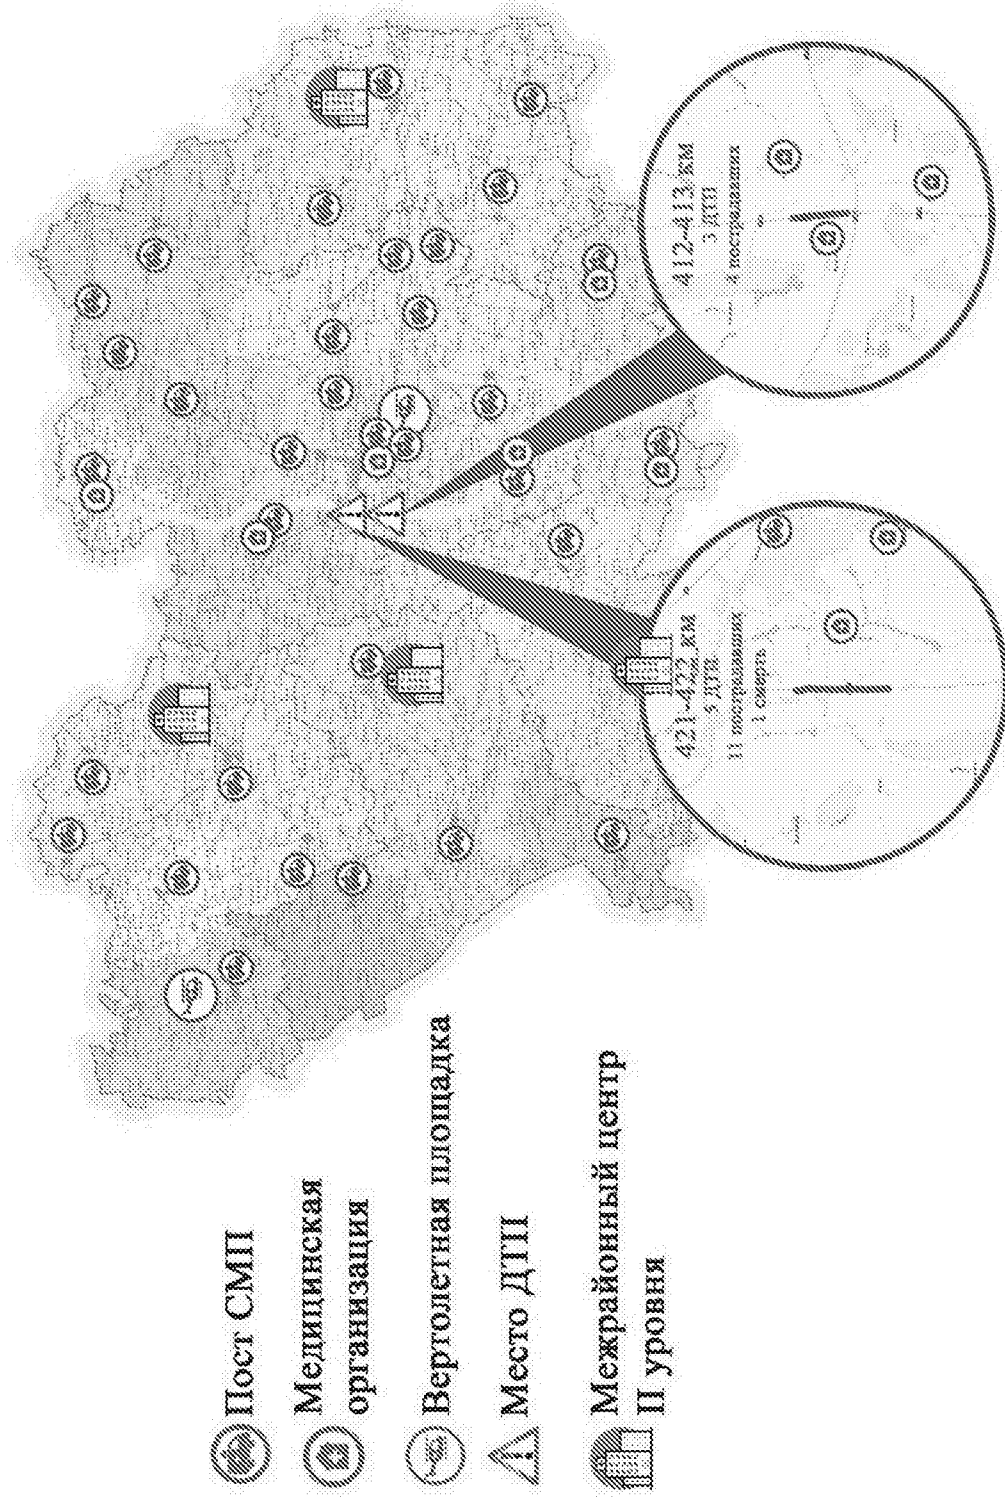 Пост СМП
Медицинская
организация
Вертолетная площадка
Место ДТП
Межрайонный центр
II уровня
421-422 км
5 ДТП
11 пострадавших
1 смерть
412-413 км
3 ДТП
4 пострадавших